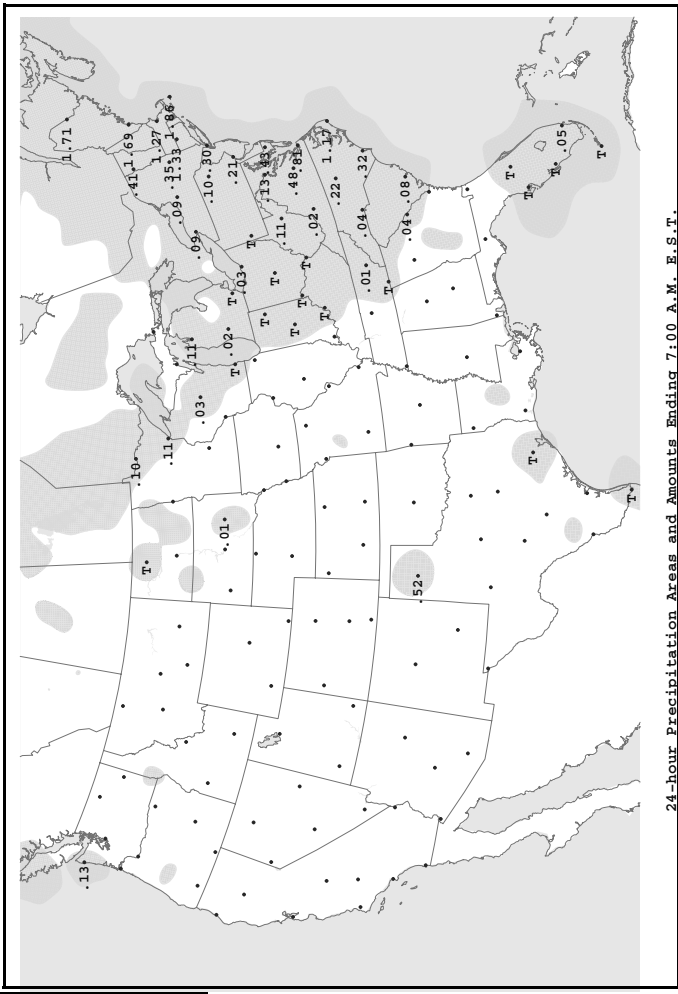 1.71
.13
1.69
.41
.10
T
1.27
.11
1.86
.35
1.33
.09
.11
.09
.03
.30
.10
.01
.02
T
.21
T
.03
T
.43
.13
T
T
.11
.48
T
.81
T
T
.02
T
1.17
.22
.32
.04
.01
T
.08
.04
.52
T
T
T
T
.05
T
T
24-hour Precipitation Areas and Amounts Ending 7:00 A.M. E.S.T.